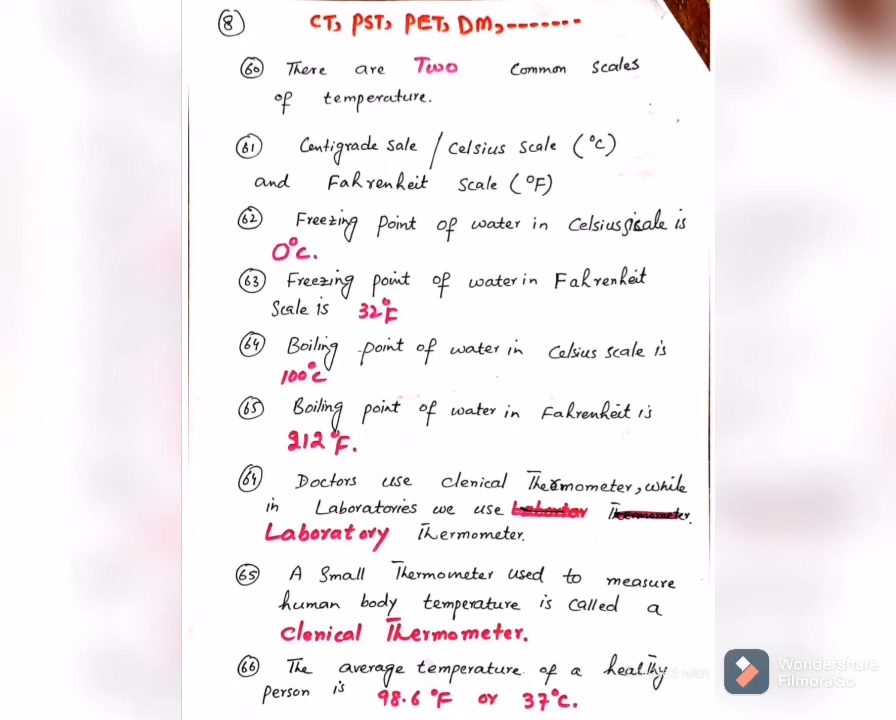 8 CT, PST, PET, DM,-------
60 There are Two Common Scales
of temperature.
61 Centigrade Sale / Celsius Scale (°C)
and Fahrenheit Scale (°F)
62 Freezing point of water in Celsius scale is
0°C.
63 Freezing point of water in Fahrenheit
Scale is 32°F
64 Boiling point of water in Celsius scale is
100°C
65 Boiling point of water in Fahrenheit is
212°F.
64 Doctors use Clenical Thermometer, while
in Laboratories we use
Laboratory Thermometer.
65 A Small Thermometer used to measure
human body temperature is called a
Clenical Thermometer.
66 The average temperature of a healthy
person is 98.6 °F or 37°C.
with
Wondershare
FilmoraGo